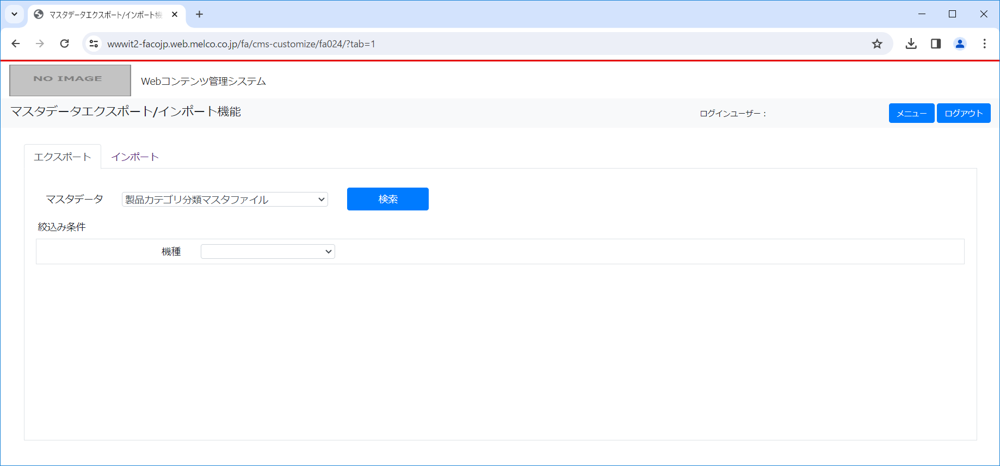 マスタデータエクスポート/インポート機
wwwit2-facojp.web.melco.co.jp/fa/cms-customize/fa024/?tab=1
NO IMAGE
Webコンテンツ管理システム
マスタデータエクスポート/インポート機能
ログインユーザー：
メニュー
ログアウト
エクスポート
インポート
マスタデータ
製品カテゴリ分類マスタファイル
検索
絞込み条件
機種